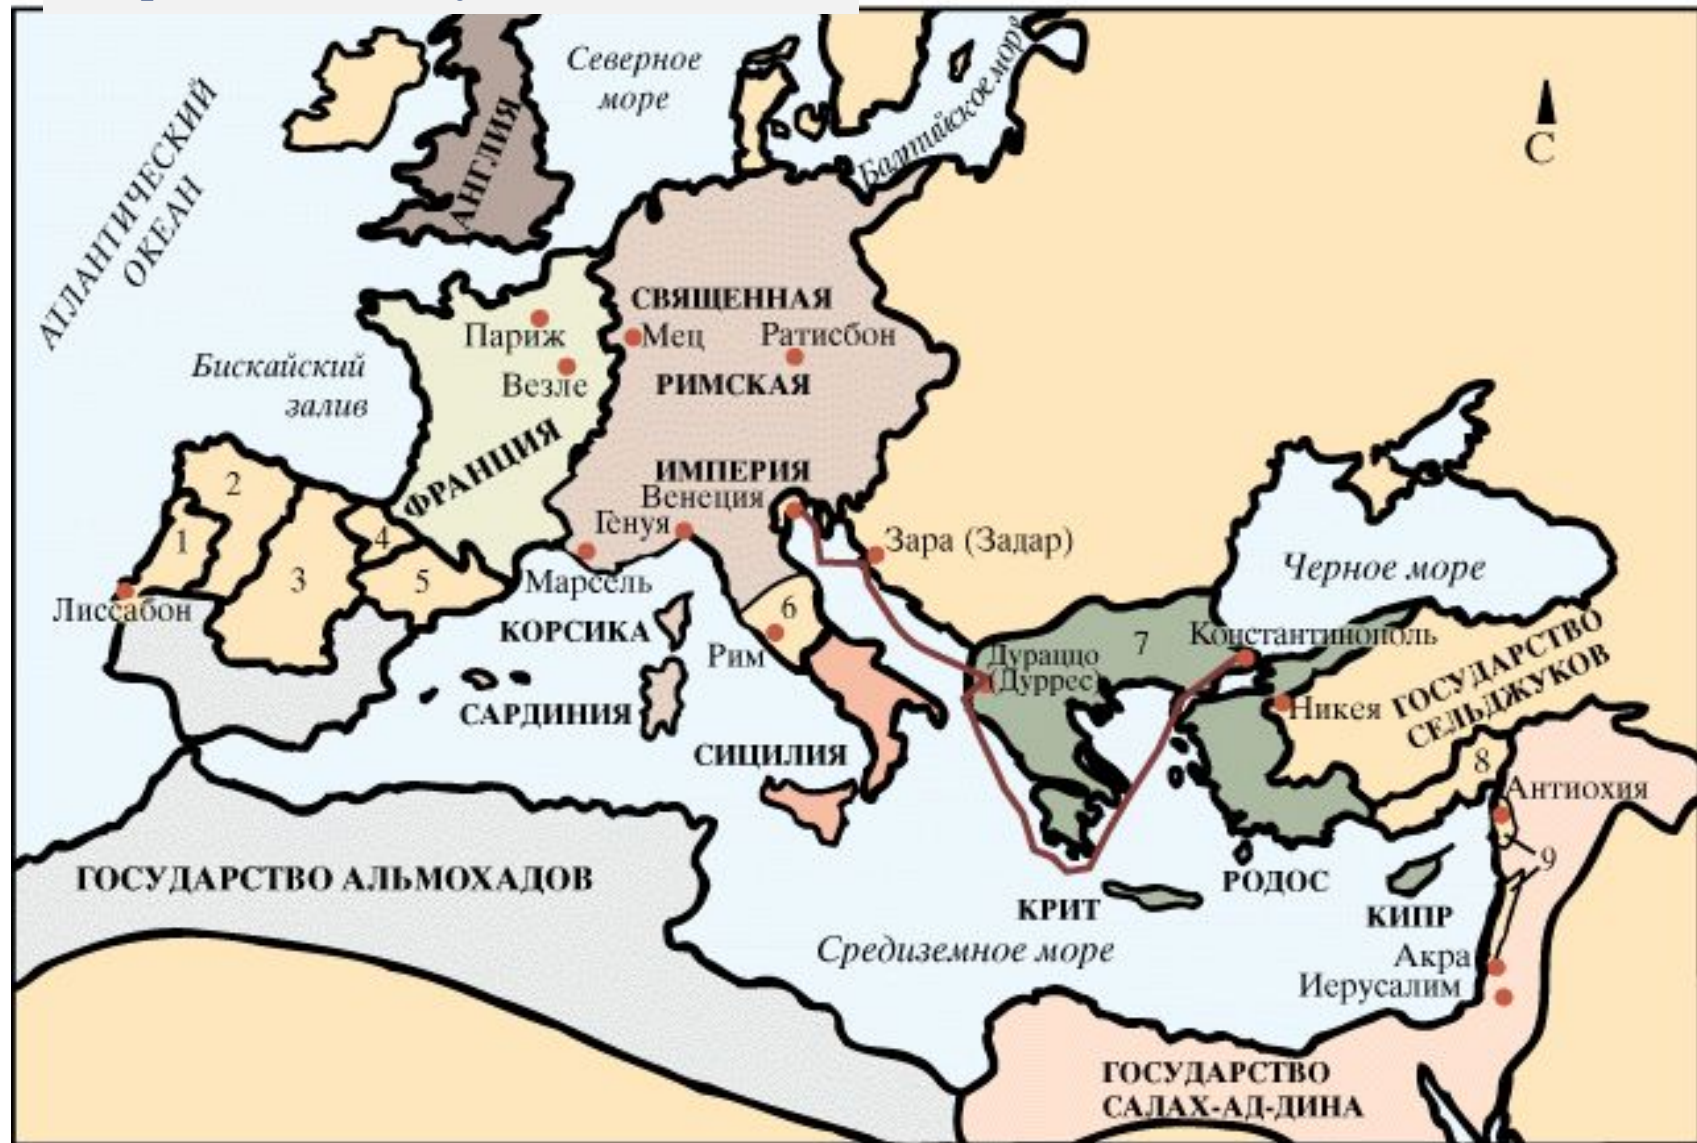 Северное
море
Балтийское море
С
АТЛАНТИЧЕСКИЙ
ОКЕАН
АНГЛИЯ
СВЯЩЕННАЯ
Париж
Мец
Ратисбон
Везле
РИМСКАЯ
Бискайский
залив
ФРАНЦИЯ
ИМПЕРИЯ
Венеция
Генуя
2
1
3
4
5
Зара (Задар)
Черное море
Марсель
Лиссабон
КОРСИКА
6
Рим
7
Константинополь
Дураццо
(Дуррес)
ГОСУДАРСТВО
СЕЛЬДЖУКОВ
Никея
САРДИНИЯ
СИЦИЛИЯ
8
Антиохия
9
ГОСУДАРСТВО АЛЬМОХАДОВ
РОДОС
КРИТ
КИПР
Средиземное море
Акра
Иерусалим
ГОСУДАРСТВО
САЛАХ-АД-ДИНА